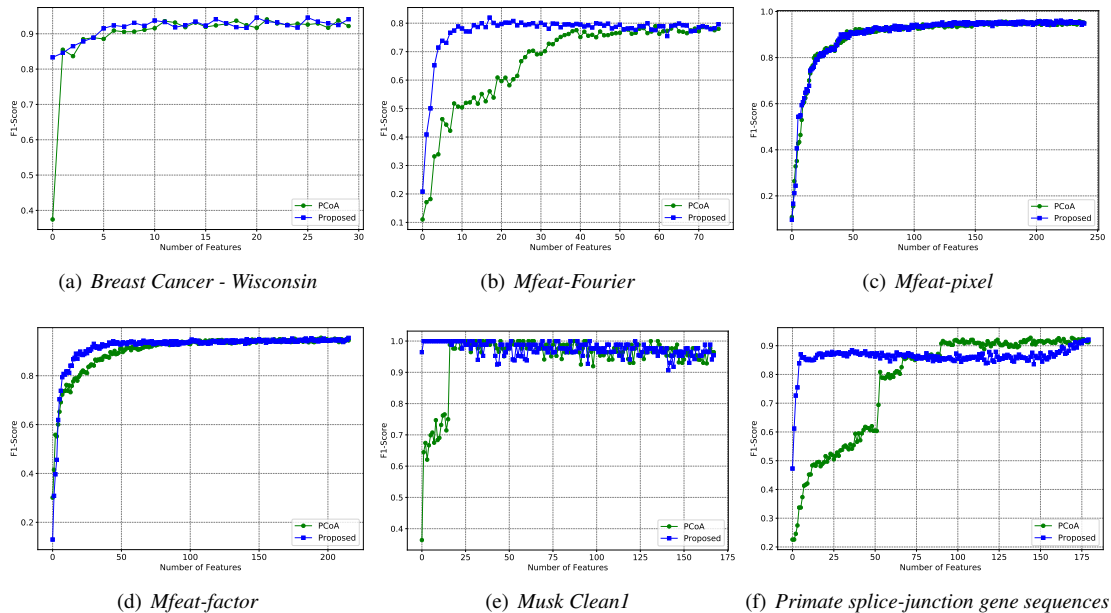 0.9
0.8
0.7
0.6
0.5
0.4
F1-Score
0 5 10 15 20 25 30
Number of Features
PCoA
Proposed
(a) Breast Cancer - Wisconsin
0.8
0.7
0.6
0.5
0.4
0.3
0.2
0.1
F1-Score
0 10 20 30 40 50 60 70
Number of Features
PCoA
Proposed
(b) Mfeat-Fourier
1.0
0.8
0.6
0.4
0.2
F1-Score
0 50 100 150 200 250
Number of Features
PCoA
Proposed
(c) Mfeat-pixel
0.8
0.6
0.4
0.2
F1-Score
0 50 100 150 200
Number of Features
PCoA
Proposed
(d) Mfeat-factor
1.0
0.9
0.8
0.7
0.6
0.5
0.4
F1-Score
0 25 50 75 100 125 150 175
Number of Features
PCoA
Proposed
(e) Musk Clean1
0.9
0.8
0.7
0.6
0.5
0.4
0.3
0.2
F1-Score
0 25 50 75 100 125 150 175
Number of Features
PCoA
Proposed
(f) Primate splice-junction gene sequences